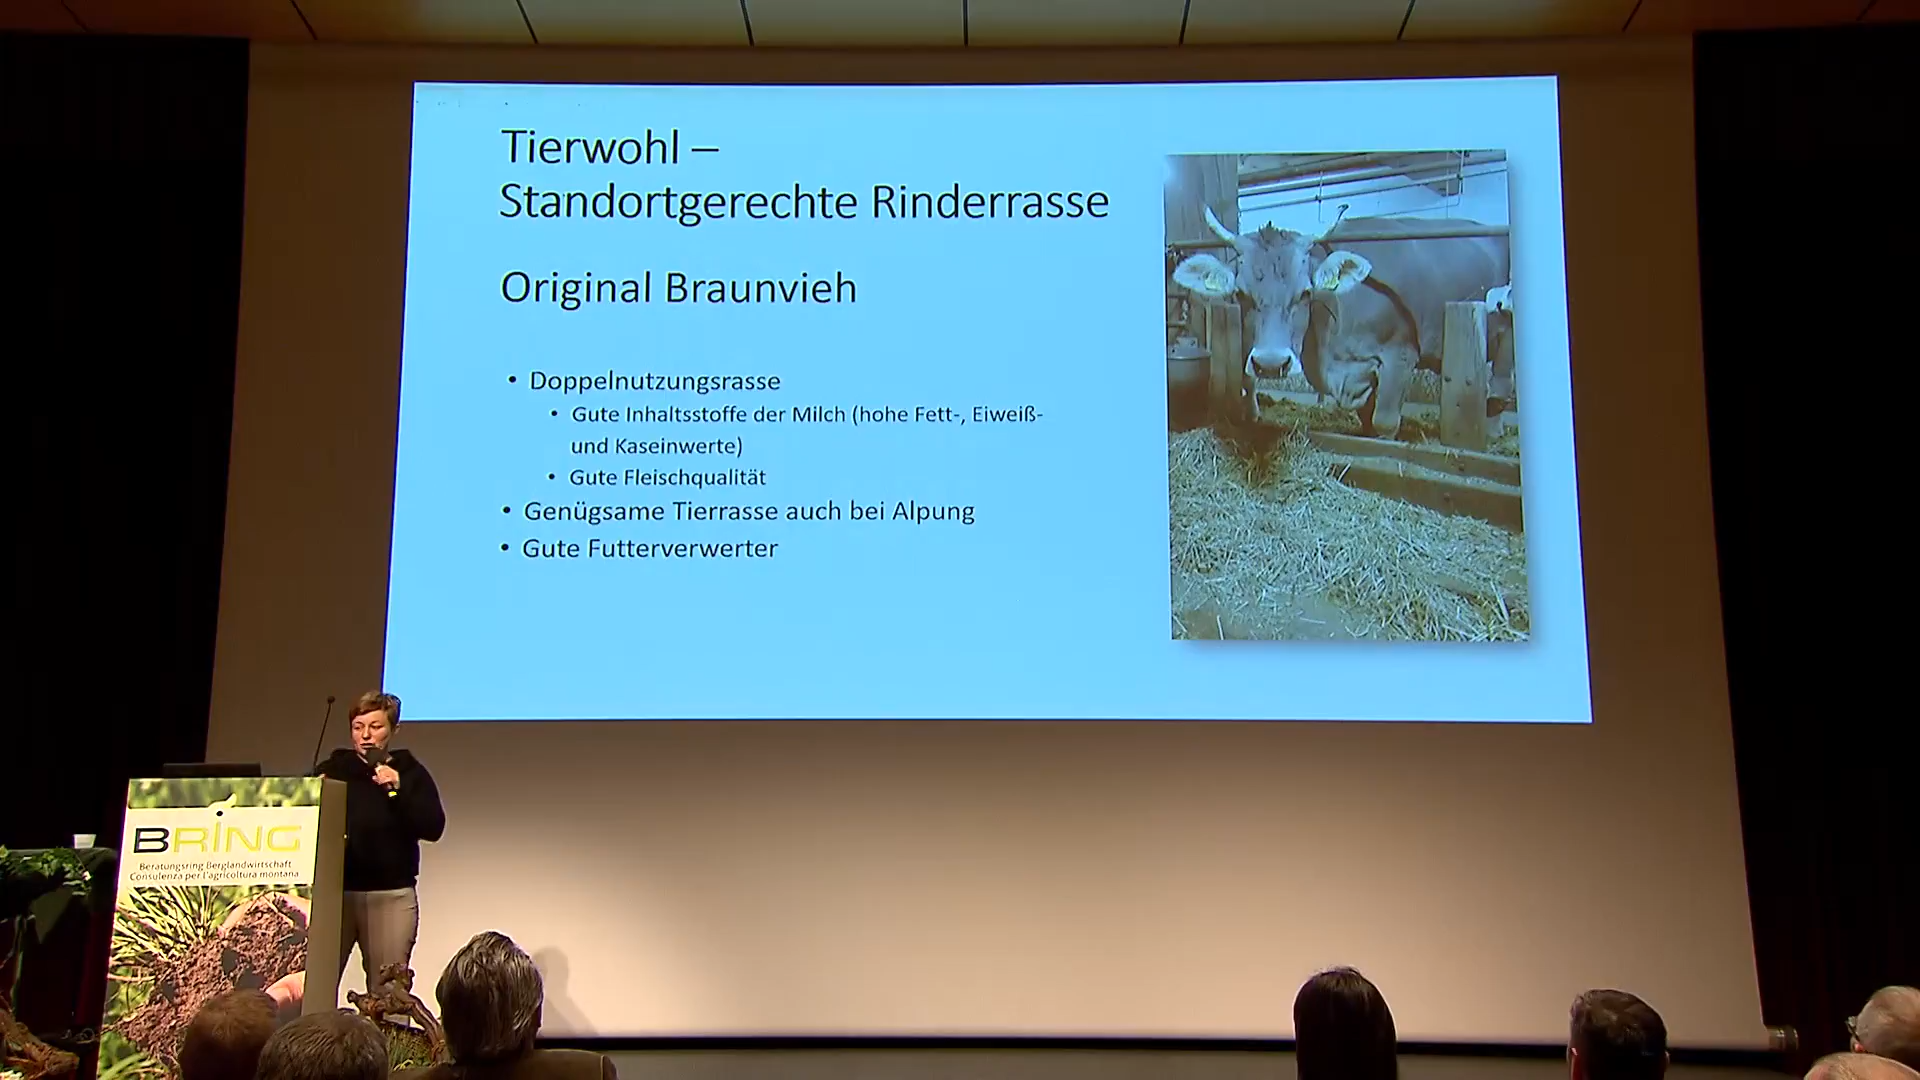 Tierwohl –
Standortgerechte Rinderrasse
Original Braunvieh
• Doppelnutzungsrasse
• Gute Inhaltsstoffe der Milch (hohe Fett-, Eiweiß-
und Kaseinwerte)
• Gute Fleischqualität
• Genügsame Tierrasse auch bei Alpung
• Gute Futterverwerter
BRING
Beratungsring Berglandwirtschaft
Consulenza per l'agricoltura montana